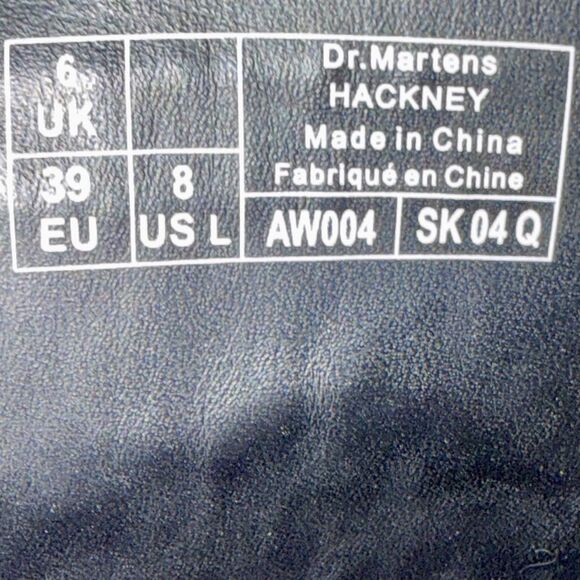 6
UK
39
EU
8
US L
Dr.Martens
HACKNEY
Made in China
Fabriqué en Chine
AW004
SK 04 Q